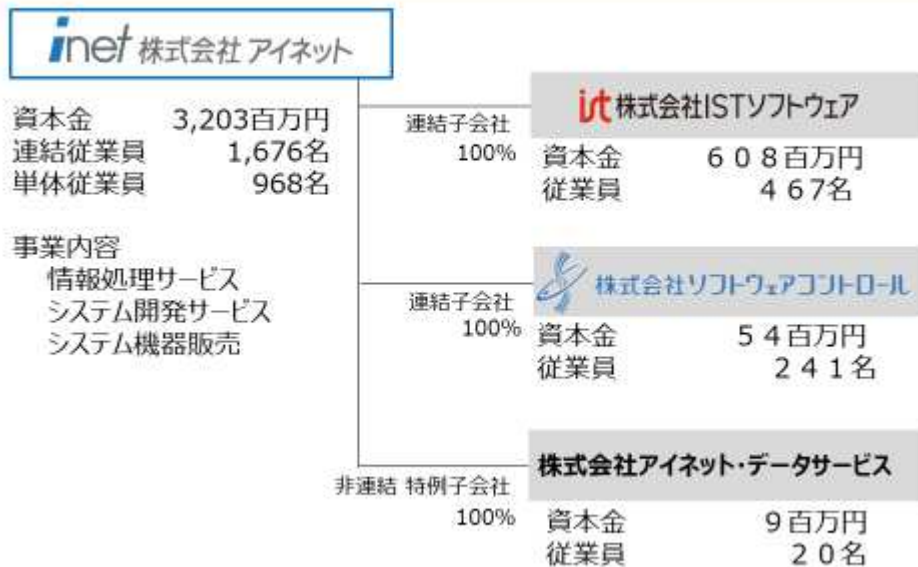 inet 株式会社 アイネット
資本金 3,203百万円
連結従業員 1,676名
単体従業員 968名
事業内容
情報処理サービス
システム開発サービス
システム機器販売
連結子会社
100%
ist 株式会社ISTソフトウェア
資本金 608百万円
従業員 467名
連結子会社
100%
株式会社ソフトウェアコントロール
資本金 54百万円
従業員 241名
非連結 特例子会社
100%
株式会社アイネット・データサービス
資本金 9百万円
従業員 20名